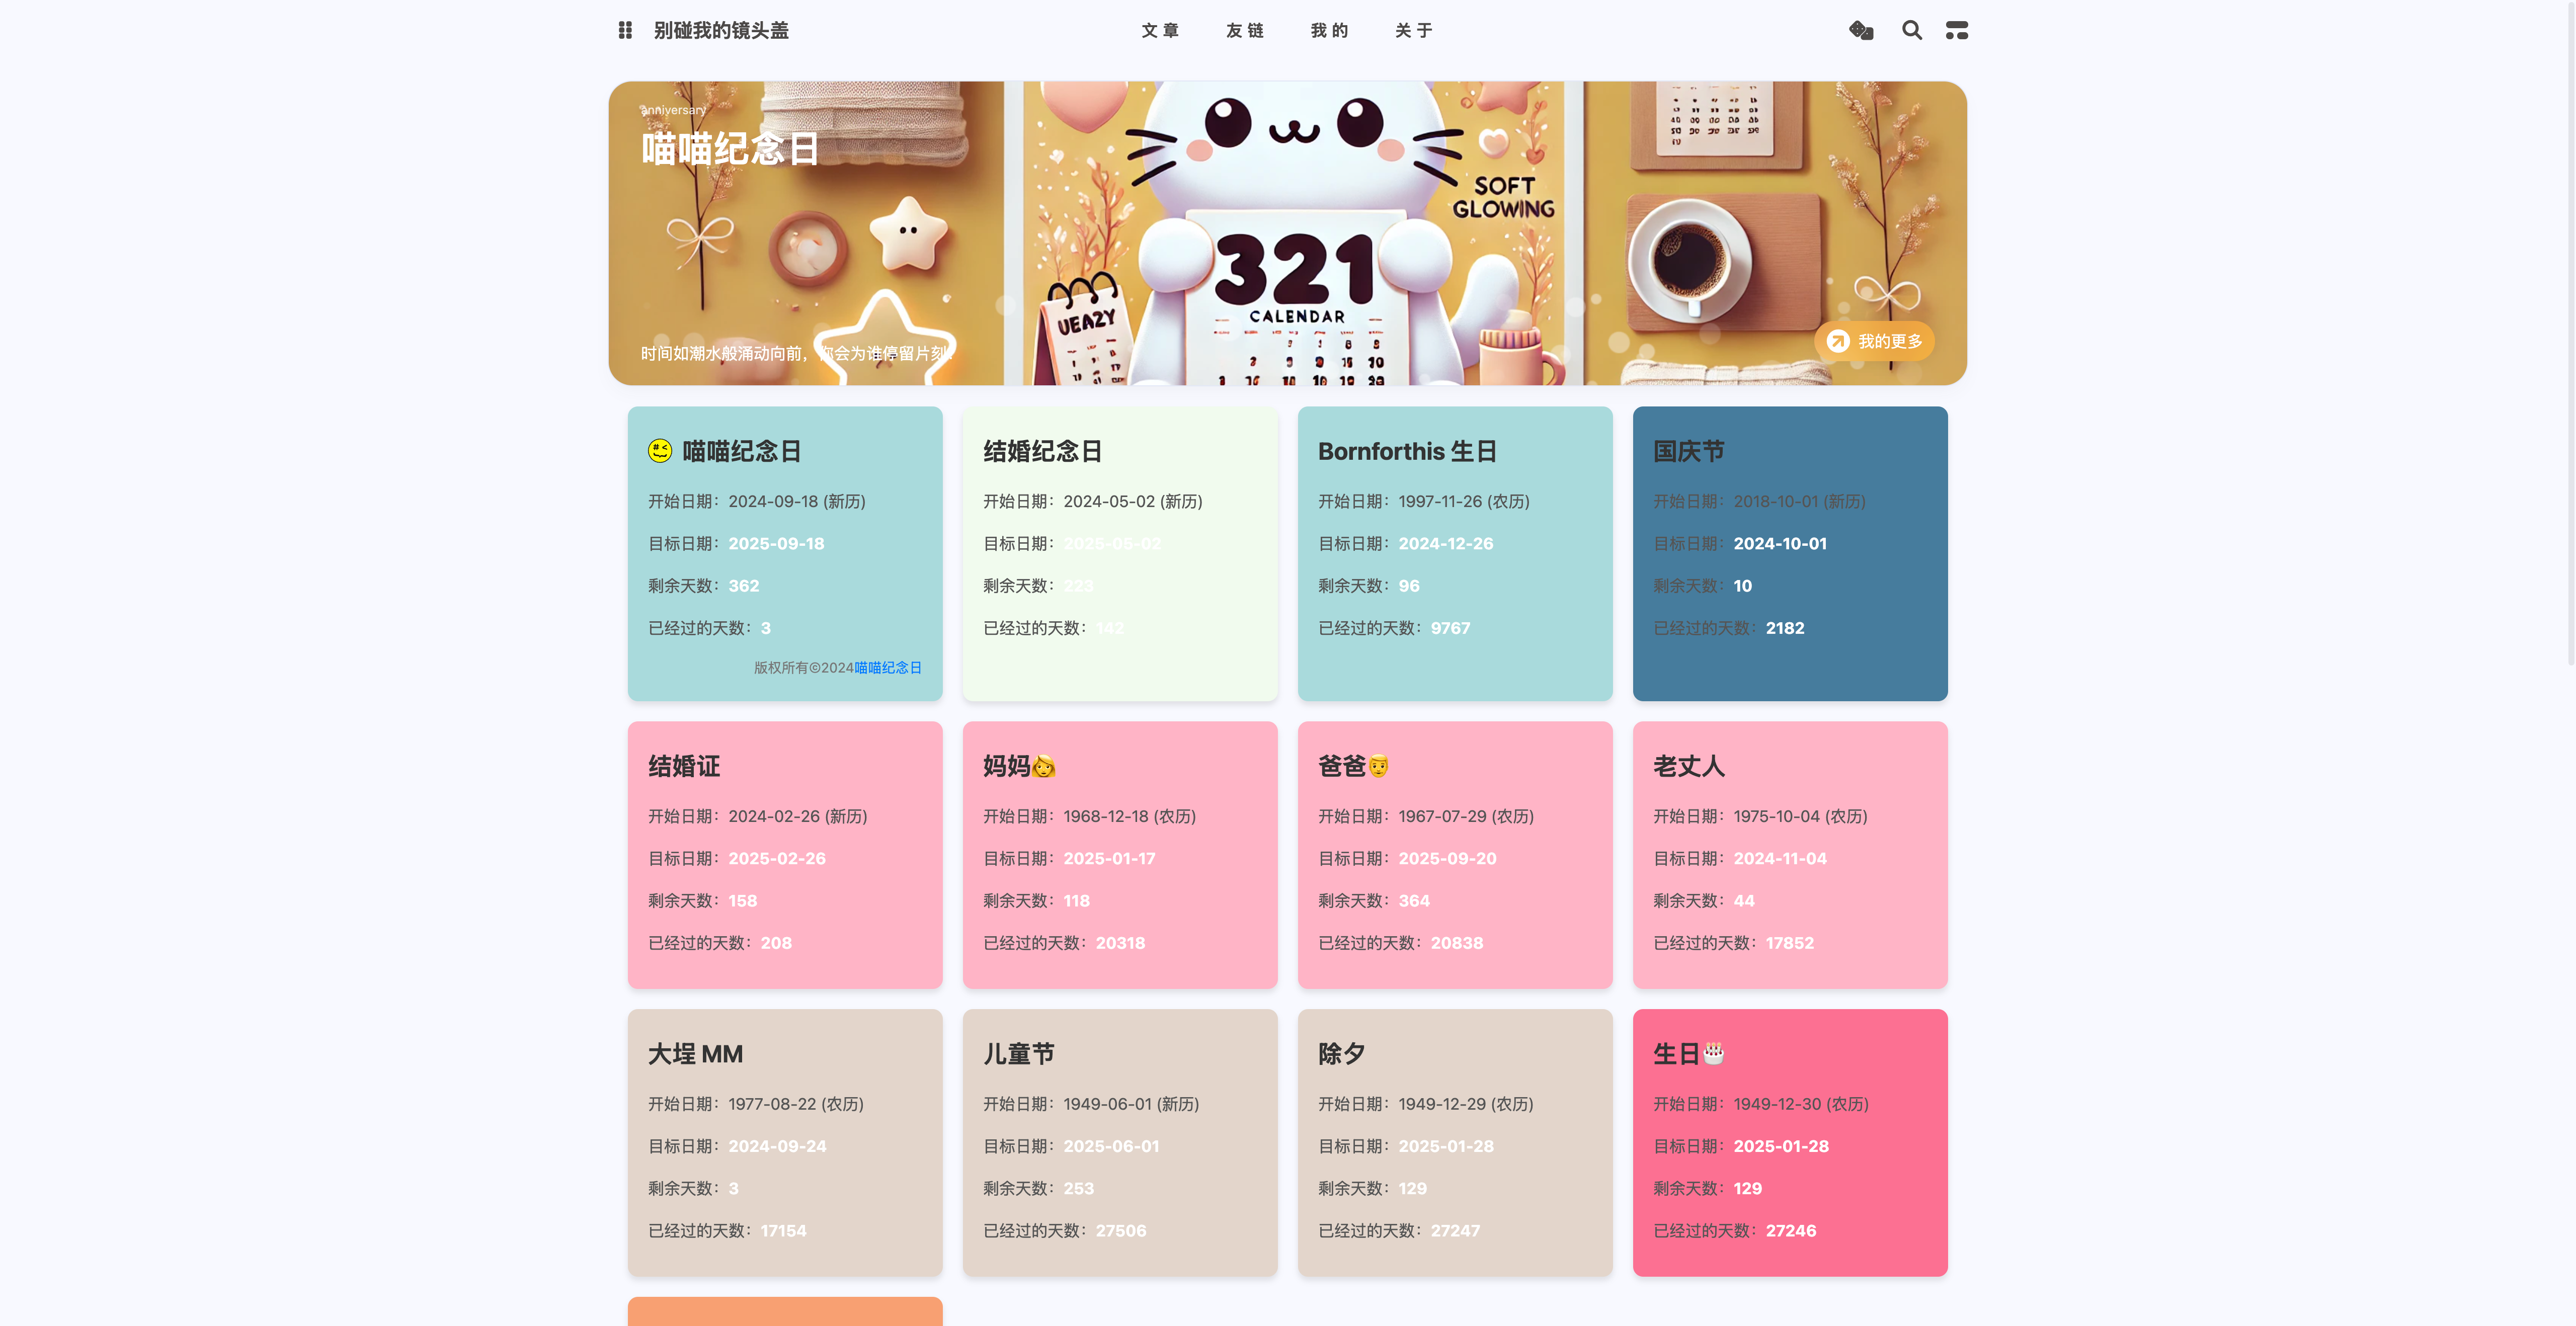 别碰我的镜头盖
文章
友链
我的
关于
anniversary
喵喵纪念日
SOFT
GLOWING
321
CALENDAR
UEAZY
时间如潮水般涌动向前，你会为谁停留片刻?
我的更多
喵喵纪念日
开始日期：2024-09-18 (新历)
目标日期：2025-09-18
剩余天数：362
已经过的天数：3
版权所有©2024喵喵纪念日
结婚纪念日
开始日期：2024-05-02 (新历)
目标日期：2025-05-02
剩余天数：223
已经过的天数：142
Bornforthis 生日
开始日期：1997-11-26 (农历)
目标日期：2024-12-26
剩余天数：96
已经过的天数：9767
国庆节
开始日期：2018-10-01 (新历)
目标日期：2024-10-01
剩余天数：10
已经过的天数：2182
结婚证
开始日期：2024-02-26 (新历)
目标日期：2025-02-26
剩余天数：158
已经过的天数：208
妈妈👩
开始日期：1968-12-18 (农历)
目标日期：2025-01-17
剩余天数：118
已经过的天数：20318
爸爸👨
开始日期：1967-07-29 (农历)
目标日期：2025-09-20
剩余天数：364
已经过的天数：20838
老丈人
开始日期：1975-10-04 (农历)
目标日期：2024-11-04
剩余天数：44
已经过的天数：17852
大埕 MM
开始日期：1977-08-22 (农历)
目标日期：2024-09-24
剩余天数：3
已经过的天数：17154
儿童节
开始日期：1949-06-01 (新历)
目标日期：2025-06-01
剩余天数：253
已经过的天数：27506
除夕
开始日期：1949-12-29 (农历)
目标日期：2025-01-28
剩余天数：129
已经过的天数：27247
生日🎂
开始日期：1949-12-30 (农历)
目标日期：2025-01-28
剩余天数：129
已经过的天数：27246